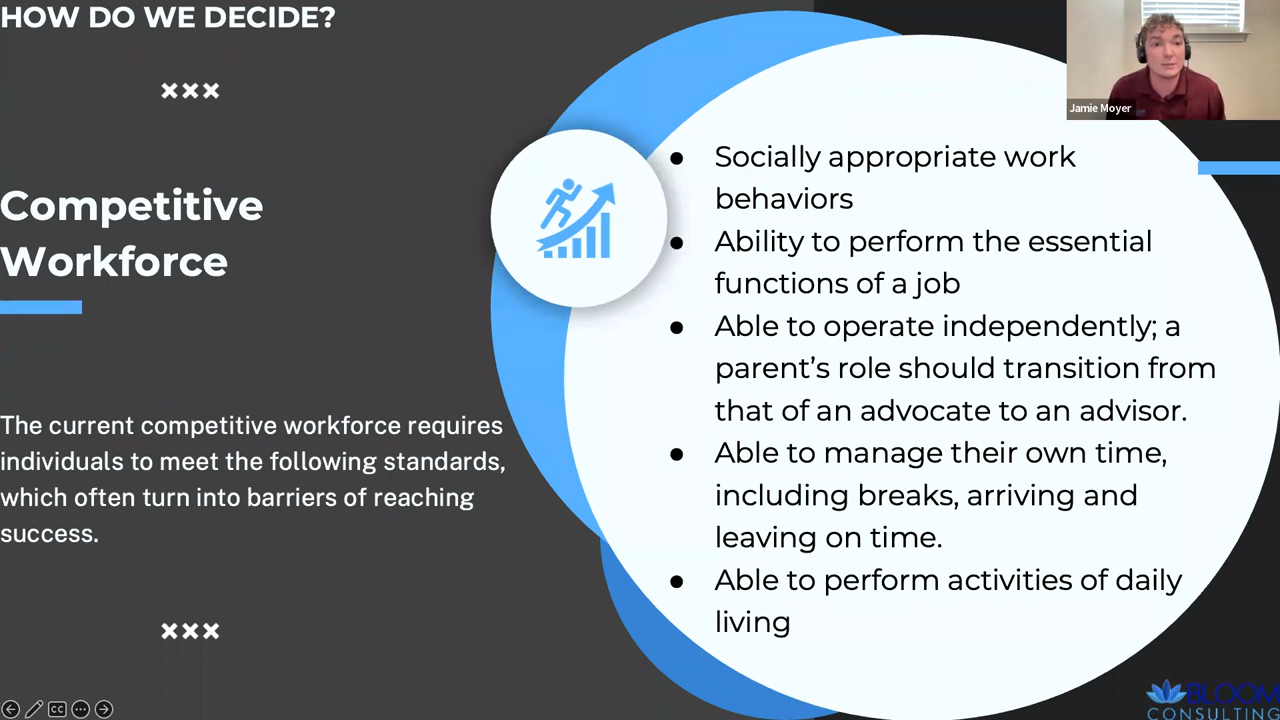 HOW DO WE DECIDE?
Jamie Moyer
Competitive
Workforce
The current competitive workforce requires
individuals to meet the following standards,
which often turn into barriers of reaching
success.
● Socially appropriate work
behaviors
● Ability to perform the essential
functions of a job
● Able to operate independently; a
parent’s role should transition from
that of an advocate to an advisor.
● Able to manage their own time,
including breaks, arriving and
leaving on time.
● Able to perform activities of daily
living
CC
BLOOM
CONSULTING